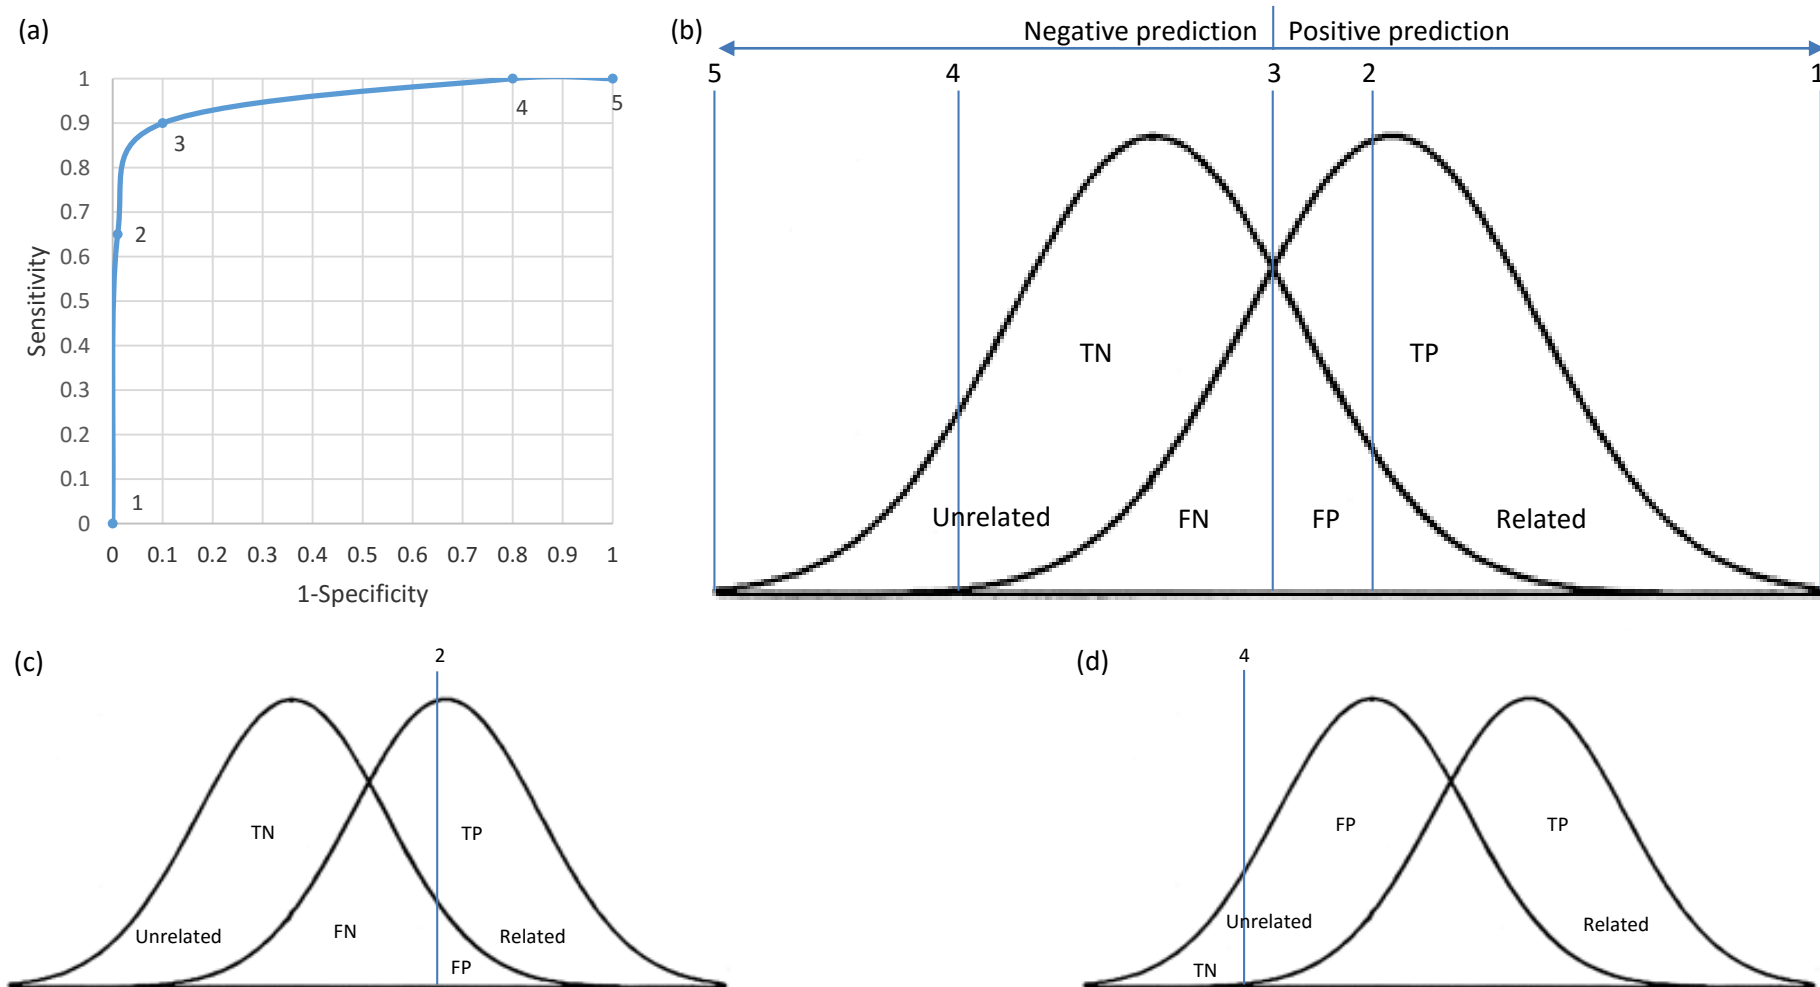 (a)
1
0.9
0.8
0.7
0.6
0.5
0.4
0.3
0.2
0.1
0
Sensitivity
1
2
3
4
5
0 0.1 0.2 0.3 0.4 0.5 0.6 0.7 0.8 0.9 1
1-Specificity
(b)
Negative prediction Positive prediction
5 4 3 2 1
TN TP
Unrelated FN FP Related
(c)
2
TN TP
Unrelated FN Related
FP
(d)
4
FP TP
Unrelated Related
TN